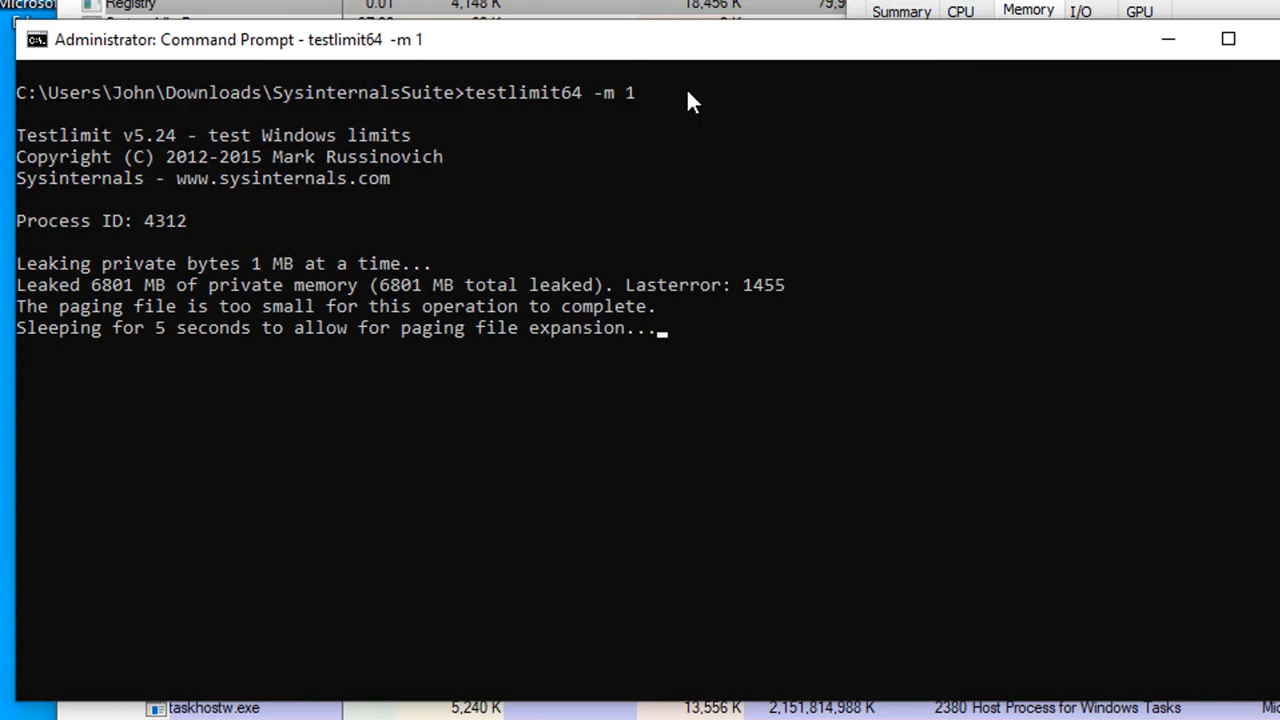 Microsof
Registry 0.01 4,148 K 18,456 K 79,9
Summary CPU Memory I/O GPU
Administrator: Command Prompt - testlimit64 -m 1
C:\Users\John\Downloads\SysinternalsSuite>testlimit64 -m 1
Testlimit v5.24 - test Windows limits
Copyright (C) 2012-2015 Mark Russinovich
Sysinternals - www.sysinternals.com
Process ID: 4312
Leaking private bytes 1 MB at a time...
Leaked 6801 MB of private memory (6801 MB total leaked). Lasterror: 1455
The paging file is too small for this operation to complete.
Sleeping for 5 seconds to allow for paging file expansion...
taskhostw.exe 5,240 K 13,556 K 2,151,814,988 K 2380 Host Process for Windows Tasks Mic